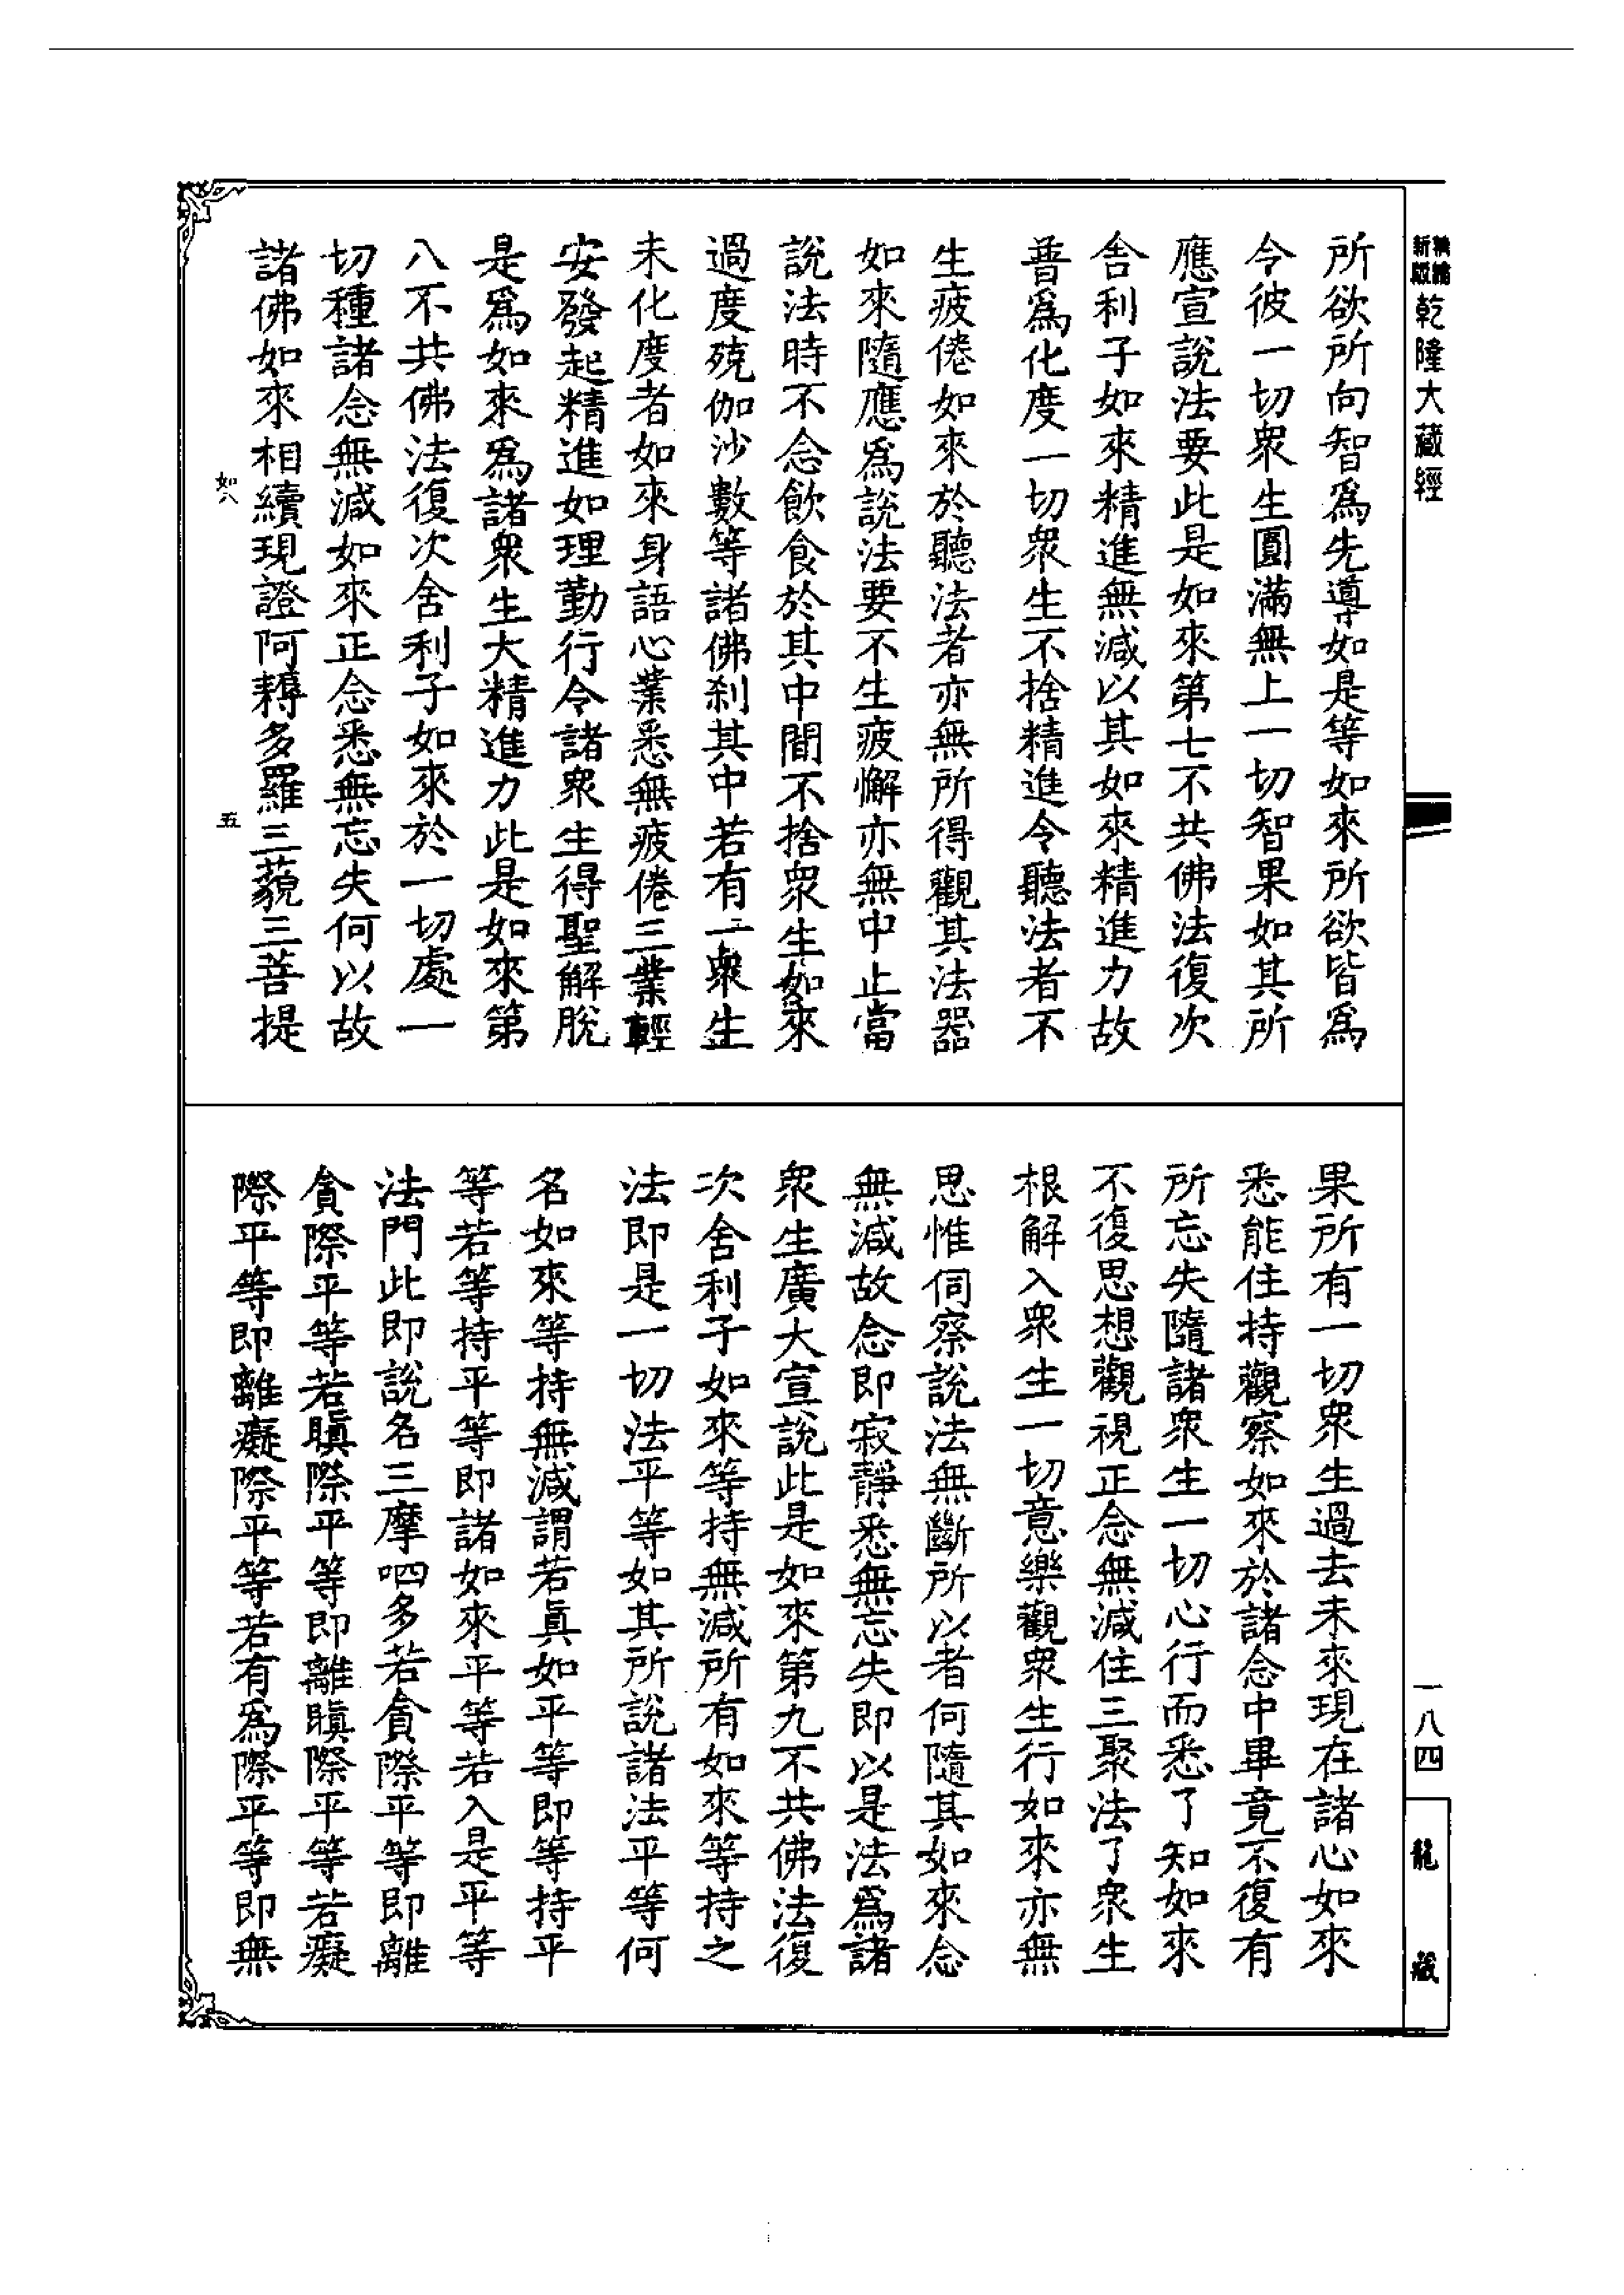 新版
精縮
乾隆大藏經
所欲所向智爲先導如是等如來所欲皆爲
令彼一切衆生圓滿無上一切智果如其所
應宣說法要此是如來第七不共佛法復次
舍利子如來精進無減以其如來精進力故
普爲化度一切衆生不捨精進令聽法者不
生疲倦如來於聽法者亦無所得觀其法器
如來隨應爲說法要不生疲懈亦無中止當
說法時不念飲食於其中間不捨衆生如來
過度殑伽沙數等諸佛剎其中若有一衆生
未化度者如來身語心業悉無疲倦三業輕
安發起精進如理勤行令諸衆生得聖解脫
是爲如來爲諸衆生大精進力此是如來第
八不共佛法復次舍利子如來於一切處一
切種諸念無減如來正念悉無忘失何以故
諸佛如來相續現證阿耨多羅三藐三菩提
如八
五
果所有一切衆生過去未來現在諸心如來
悉能住持觀察如來於諸念中畢竟不復有
所忘失隨諸衆生一切心行而悉了知如來
不復思想觀視正念無減住三聚法了衆生
根解入衆生一切意樂觀衆生行如來亦無
思惟伺察說法無斷所以者何隨其如來念
無減故念即寂靜悉無忘失即以是法爲諸
衆生廣大宣說此是如來第九不共佛法復
次舍利子如來等持無減所有如來等持之
法即是一切法平等如其所說諸法平等何
名如來等持無減謂若眞如平等即等持平
等若等持平等即諸如來平等若入是平等
法門此即說名三摩呬多若貪際平等即離
貪際平等若瞋際平等即離瞋際平等若癡
際平等即離癡際平等若有爲際平等即無
一八四
龍藏